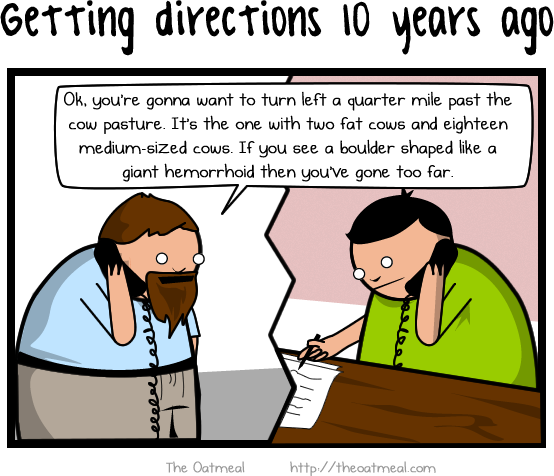 Getting directions 10 years ago
Ok, you're gonna want to turn left a quarter mile past the
cow pasture. It's the one with two fat cows and eighteen
medium-sized cows. If you see a boulder shaped like a
giant hemorrhoid then you've gone too far.
The Oatmeal http://theoatmeal.com